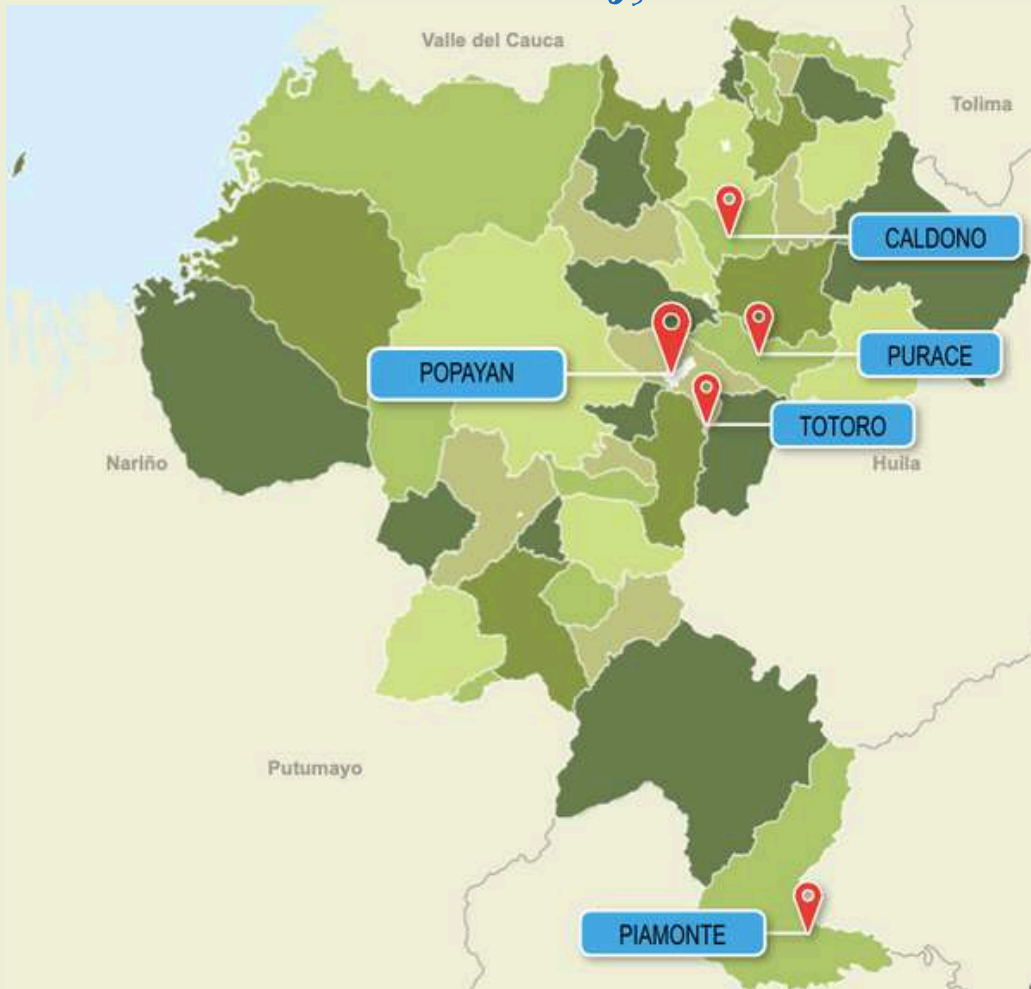 Valle del Cauca
Tolima
CALDONO
PURACE
POPAYAN
TOTORO
Nariño
Huila
Putumayo
PIAMONTE